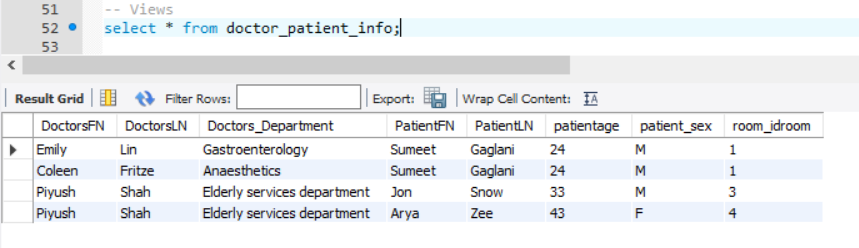 51 -- Views
52 select * from doctor_patient_info;
53
Result Grid Filter Rows: Export: Wrap Cell Content: IA
DoctorsFN DoctorsLN Doctors_Department PatientFN PatientLN patientage patient_sex room_idroom
Emily Lin Gastroenterology Sumeet Gaglani 24 M 1
Coleen Fritze Anaesthetics Sumeet Gaglani 24 M 1
Piyush Shah Elderly services department Jon Snow 33 M 3
Piyush Shah Elderly services department Arya Zee 43 F 4